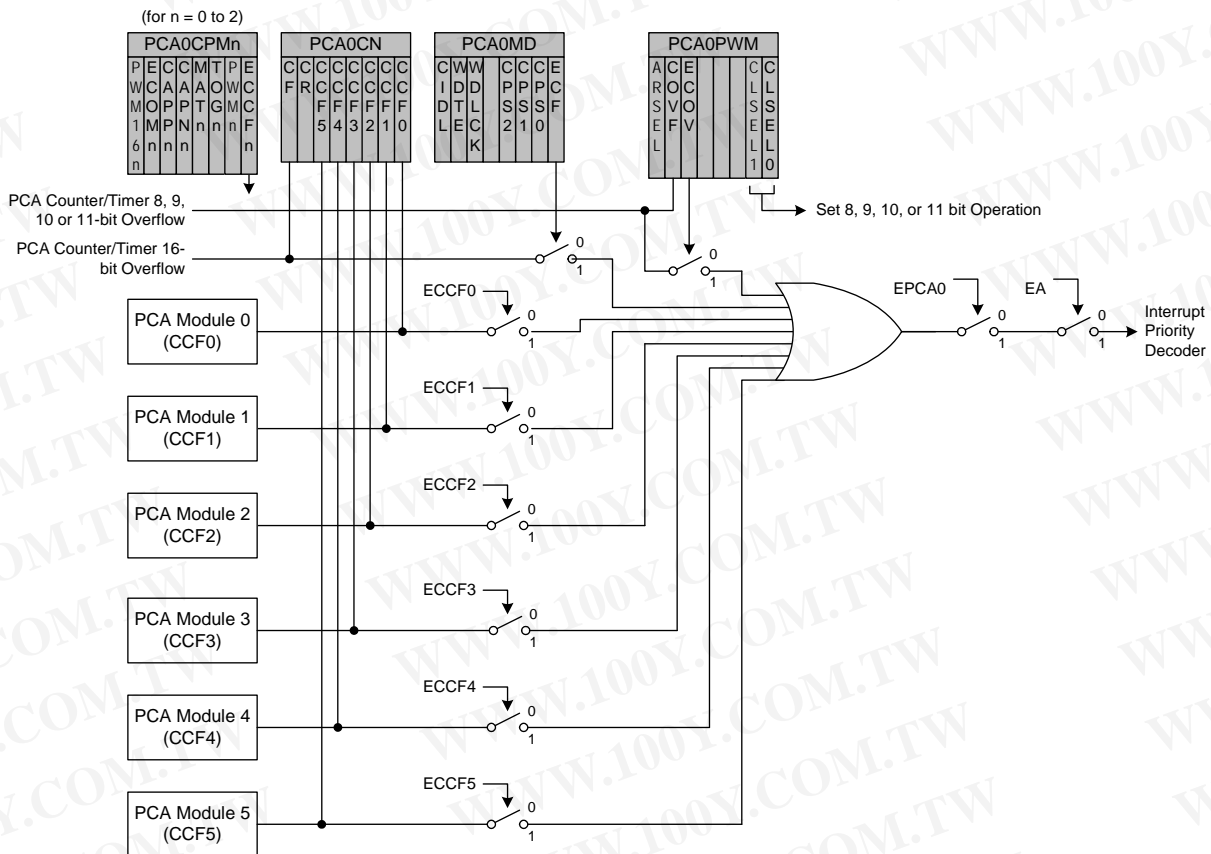 (for n = 0 to 2)
PCA0CPMn
PWM16n
ECOMn
CAPPn
CAPNn
MATn
TOGn
PWMn
ECCFn
PCA0CN
CF
CR
CCF5
CCF4
CCF3
CCF2
CCF1
CCF0
PCA0MD
CIDL
WDTE
WDLCK
CPS2
CPS1
CPS0
ECF
PCA0PWM
ARSEL
COVF
ECOV
CLSEL1
CLSEL0
PCA Counter/Timer 8, 9,
10 or 11-bit Overflow
Set 8, 9, 10, or 11 bit Operation
PCA Counter/Timer 16-
bit Overflow
0
1
0
1
PCA Module 0
(CCF0)
ECCF0
0
1
EPCA0
0
1
EA
0
1
Interrupt
Priority
Decoder
PCA Module 1
(CCF1)
ECCF1
0
1
PCA Module 2
(CCF2)
ECCF2
0
1
PCA Module 3
(CCF3)
ECCF3
0
1
PCA Module 4
(CCF4)
ECCF4
0
1
PCA Module 5
(CCF5)
ECCF5
0
1
WWW.100Y.COM.TW